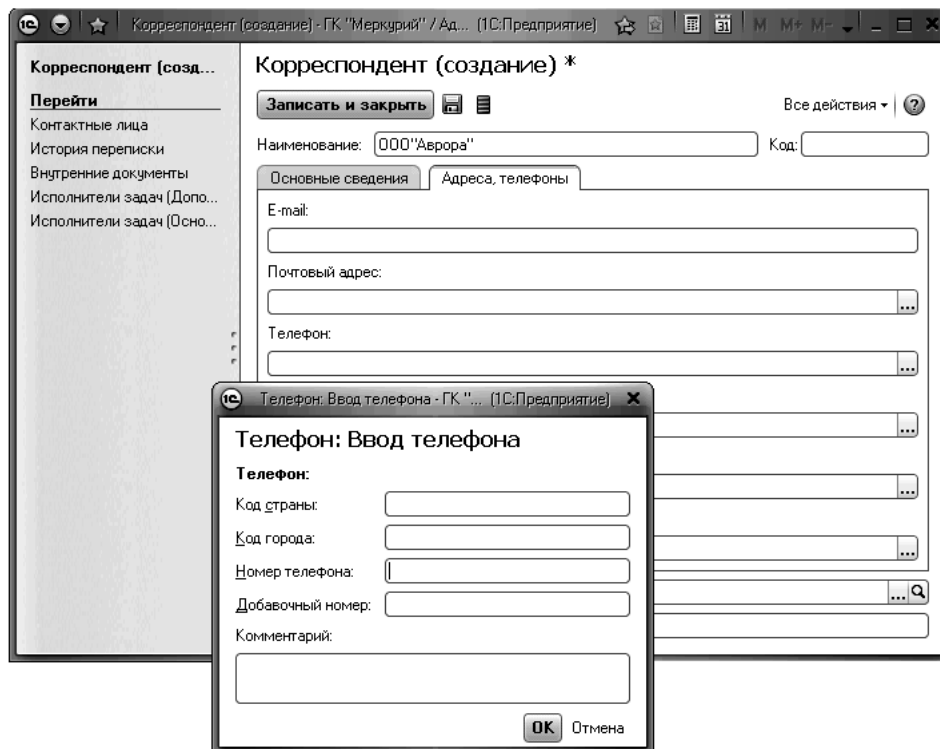 Корреспондент (создание) - ГК "Меркурий" / Ад... (1С:Предприятие) 31 M M+ M-
Корреспондент (созд...
Перейти
Контактные лица
История переписки
Внутренние документы
Исполнители задач (Допо...
Исполнители задач (Осно...
Корреспондент (создание) *
Записать и закрыть
Все действия
Наименование: ООО"Аврора" Код:
Основные сведения Адреса, телефоны
E-mail:
Почтовый адрес:
Телефон:
Телефон: Ввод телефона - ГК "... (1С:Предприятие)
Телефон: Ввод телефона
Телефон:
Код страны:
Код города:
Номер телефона:
Добавочный номер:
Комментарий:
OK Отмена